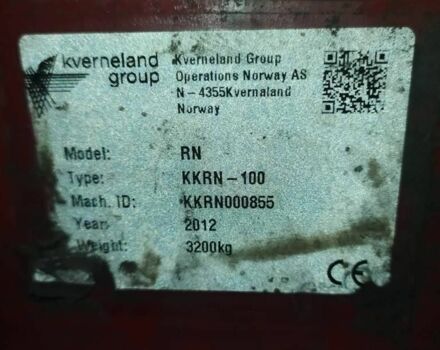 kverneland
group
Kverneland Group
Operations Norway AS
N-4355Kvernaland
Norway
Model: RN
Type: KKRN-100
Mach. ID: KKRN000855
Year 2012
Weight: 3200kg
CE